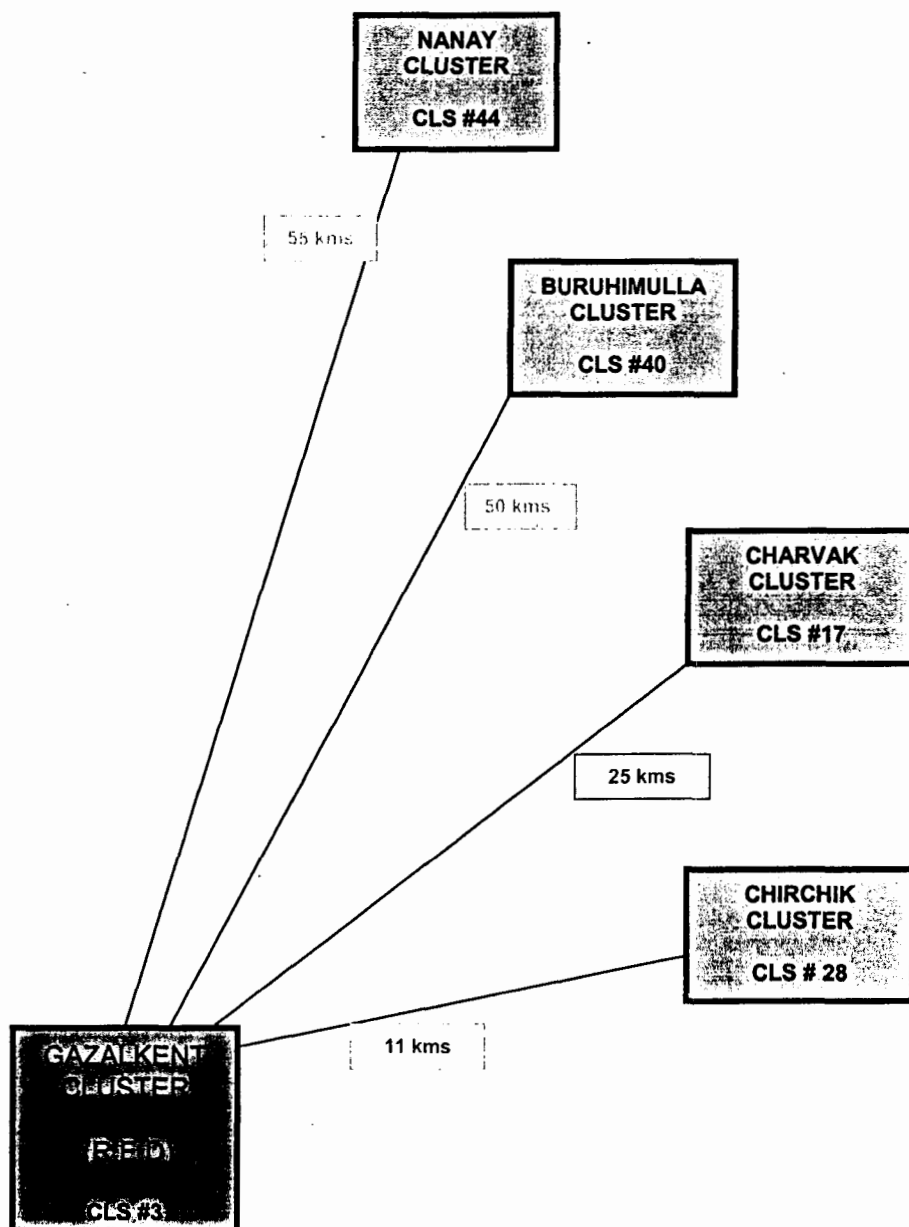 NANAY
CLUSTER
CLS #44
55 kms
BURUHIMULLA
CLUSTER
CLS #40
50 kms
CHARVAK
CLUSTER
CLS #17
25 kms
CHIRCHIK
CLUSTER
CLS # 28
11 kms
GAZALKENT
CLUSTER
CLS #3